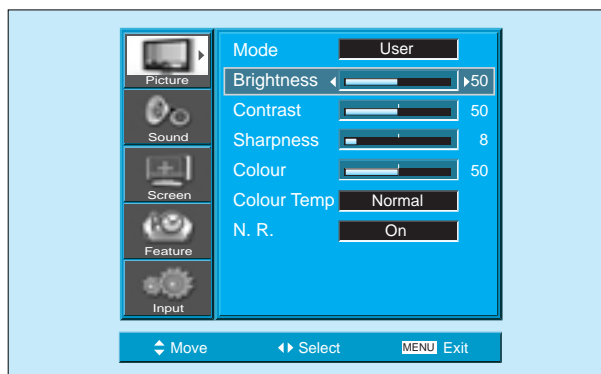 Picture
Sound
Screen
Feature
Input
Mode User
Brightness 50
Contrast 50
Sharpness 8
Colour 50
Colour Temp Normal
N. R. On
Move Select MENU Exit